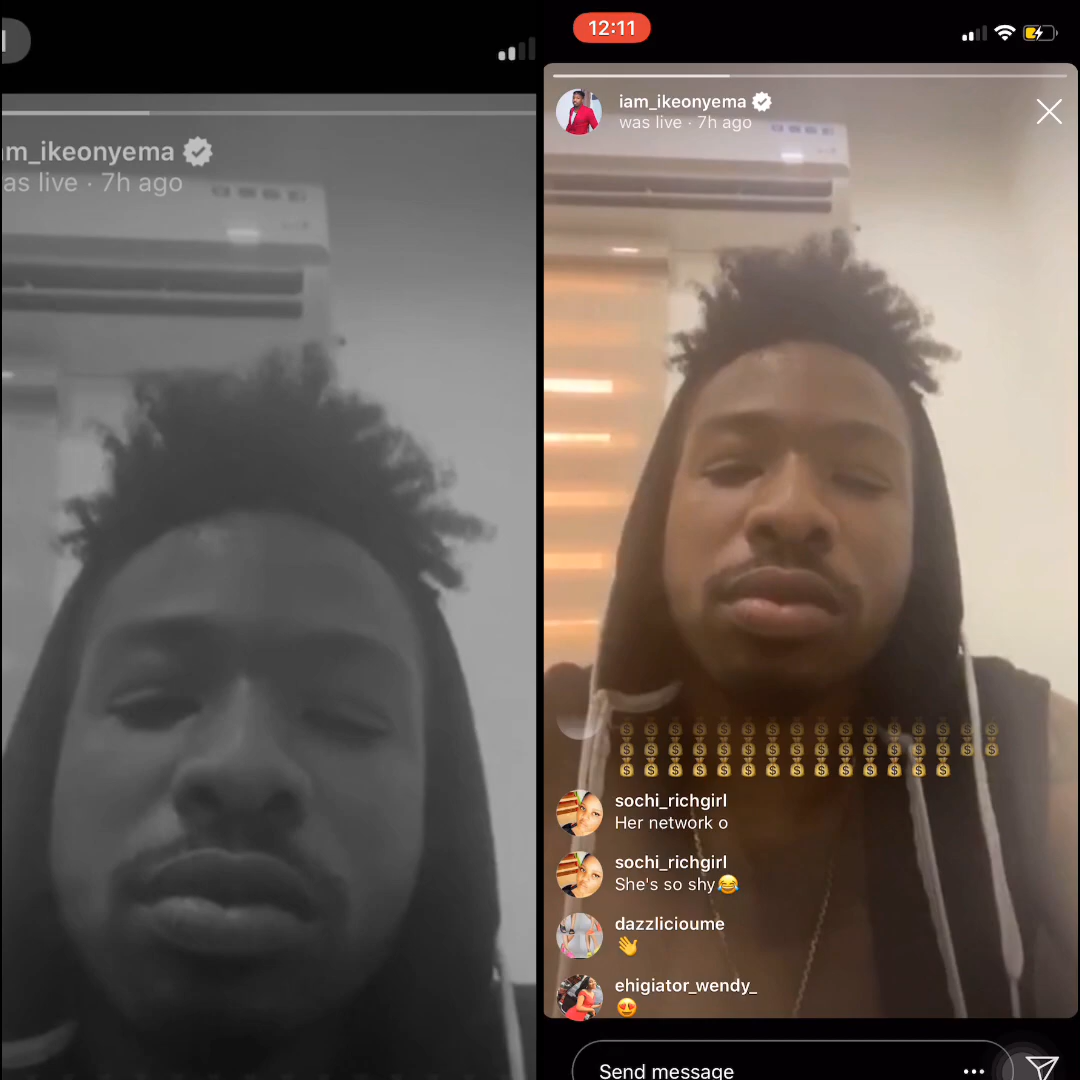 am_ikeonyema
as live · 7h ago
12:11
iam_ikeonyema
was live · 7h ago
sochi_richgirl
Her network o
sochi_richgirl
She's so shy😂
dazzlicioume
👋
ehigiator_wendy_
😍
Send message